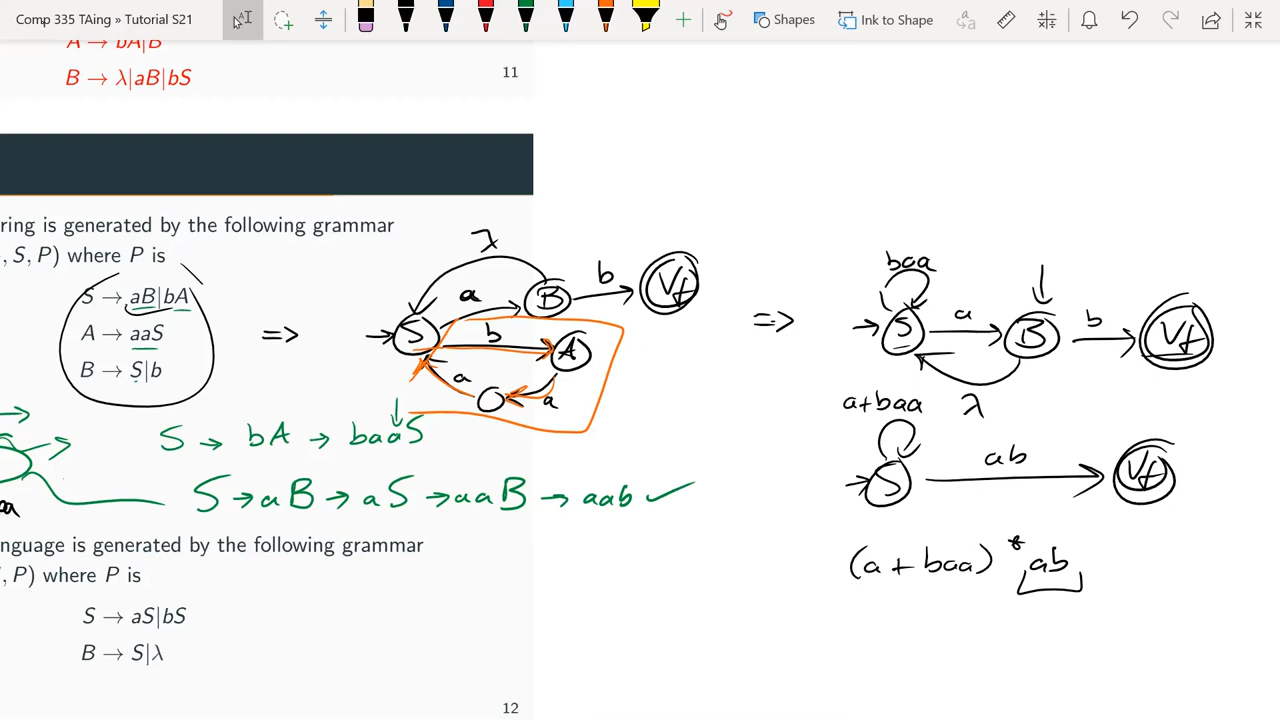 Comp 335 TAing » Tutorial S21
Shapes
Ink to Shape
A → bA|B
B → λ|aB|bS
11
ring is generated by the following grammar
, S, P) where P is
S → aB|bA
A → aaS
B → S|b
=>
λ
a
B
b
Vf
S
b
A
a
a
S → bA → baaS
S → aB → aS → aaB → aab ✓
aa
=>
baa
S
a
B
b
Vf
λ
a+baa
S
ab
Vf
(a + baa)* ab
nguage is generated by the following grammar
, P) where P is
S → aS|bS
B → S|λ
12